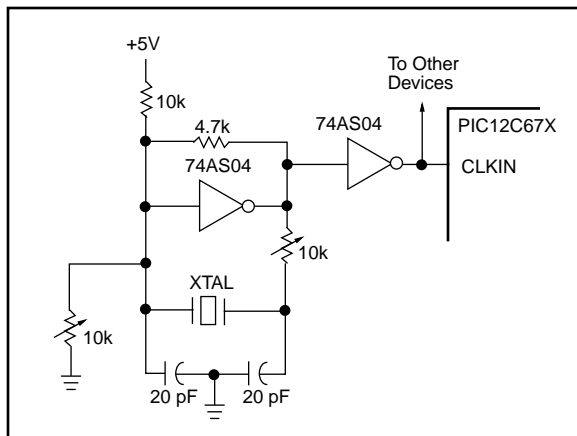 +5V
To Other
Devices
10k
4.7k
74AS04
PIC12C67X
74AS04
CLKIN
10k
XTAL
10k
20 pF
20 pF